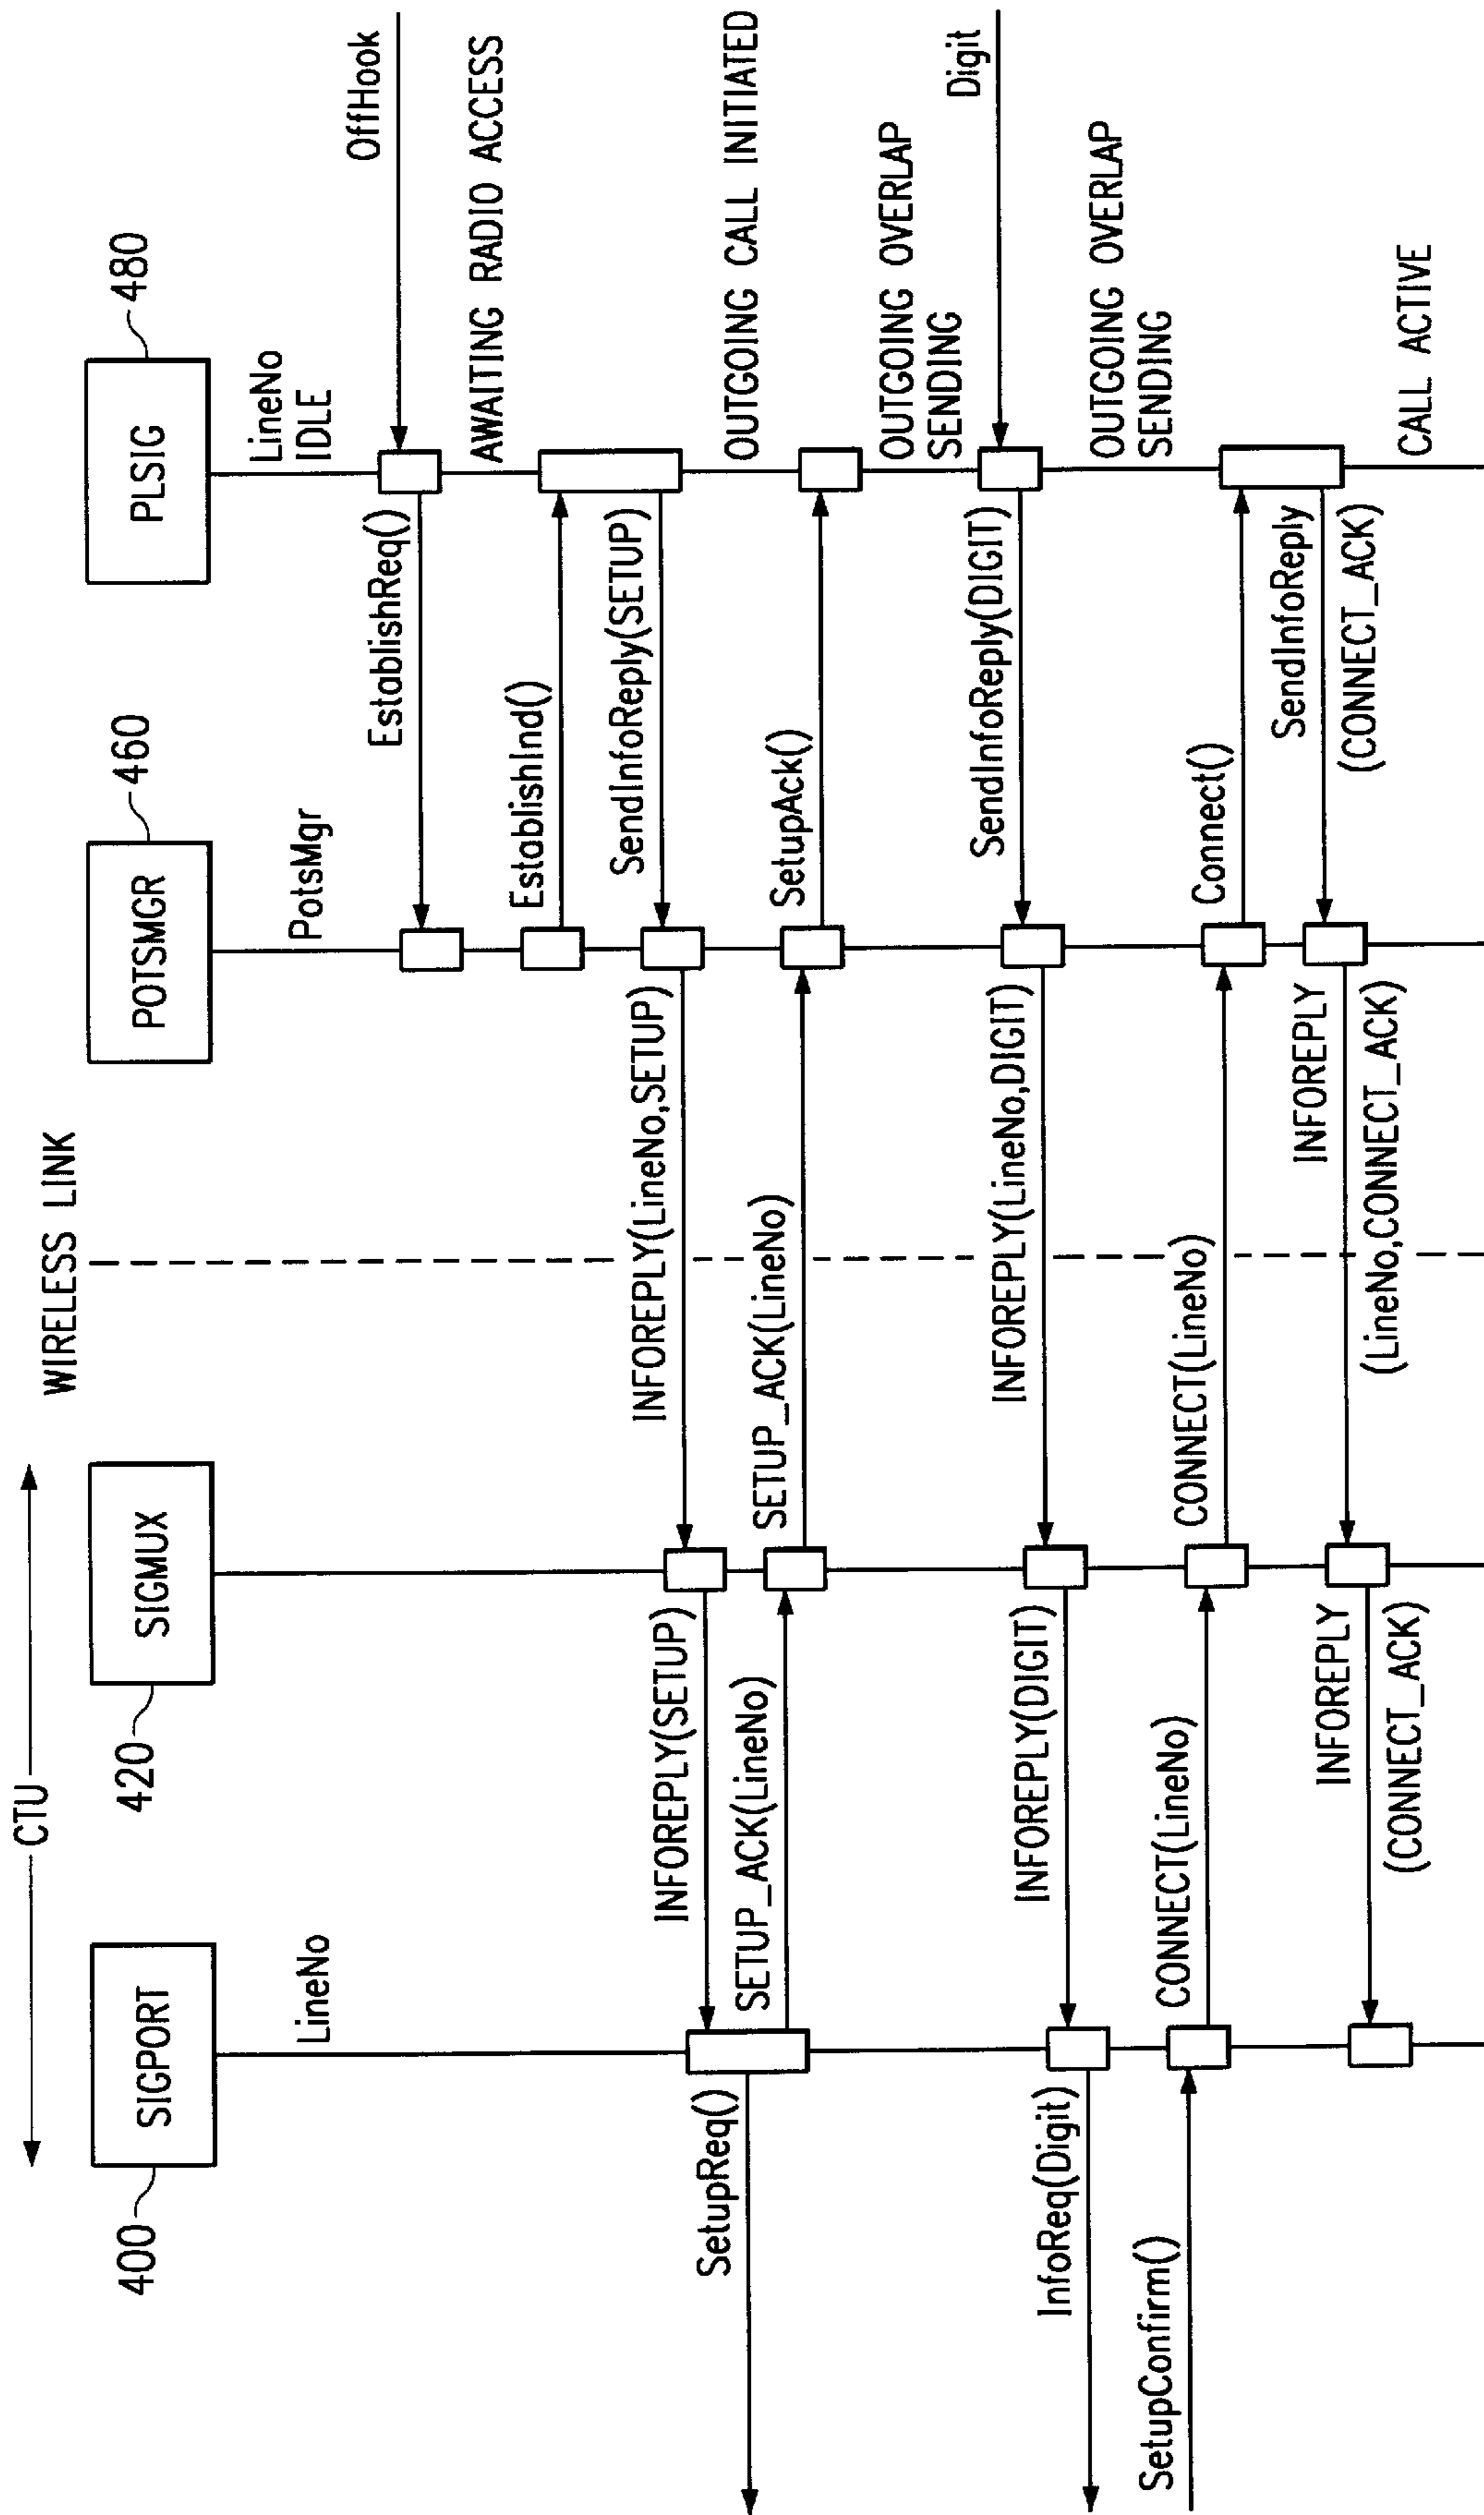 CTU
WIRELESS LINK
400
SIGPORT
420
SIGMUX
POTSMGR
460
PLSIG
480
LineNo
PotsMgr
LineNo
IDLE
OffHook
EstablishReq()
AWAITING RADIO ACCESS
EstablishInd()
SendInfoReply(SETUP)
INFOREPLY(LineNo,SETUP)
INFOREPLY(SETUP)
SetupReq()
OUTGOING CALL INITIATED
SETUP_ACK(LineNo)
SETUP_ACK(LineNo)
SetupAck()
OUTGOING OVERLAP
SENDING
Digit
SendInfoReply(DIGIT)
INFOREPLY(LineNo,DIGIT)
INFOREPLY(DIGIT)
InfoReq(Digit)
OUTGOING OVERLAP
SENDING
SetupConfirm()
CONNECT(LineNo)
CONNECT(LineNo)
Connect()
SendInfoReply
(CONNECT_ACK)
INFOREPLY
(LineNo,CONNECT_ACK)
INFOREPLY
(CONNECT_ACK)
CALL ACTIVE